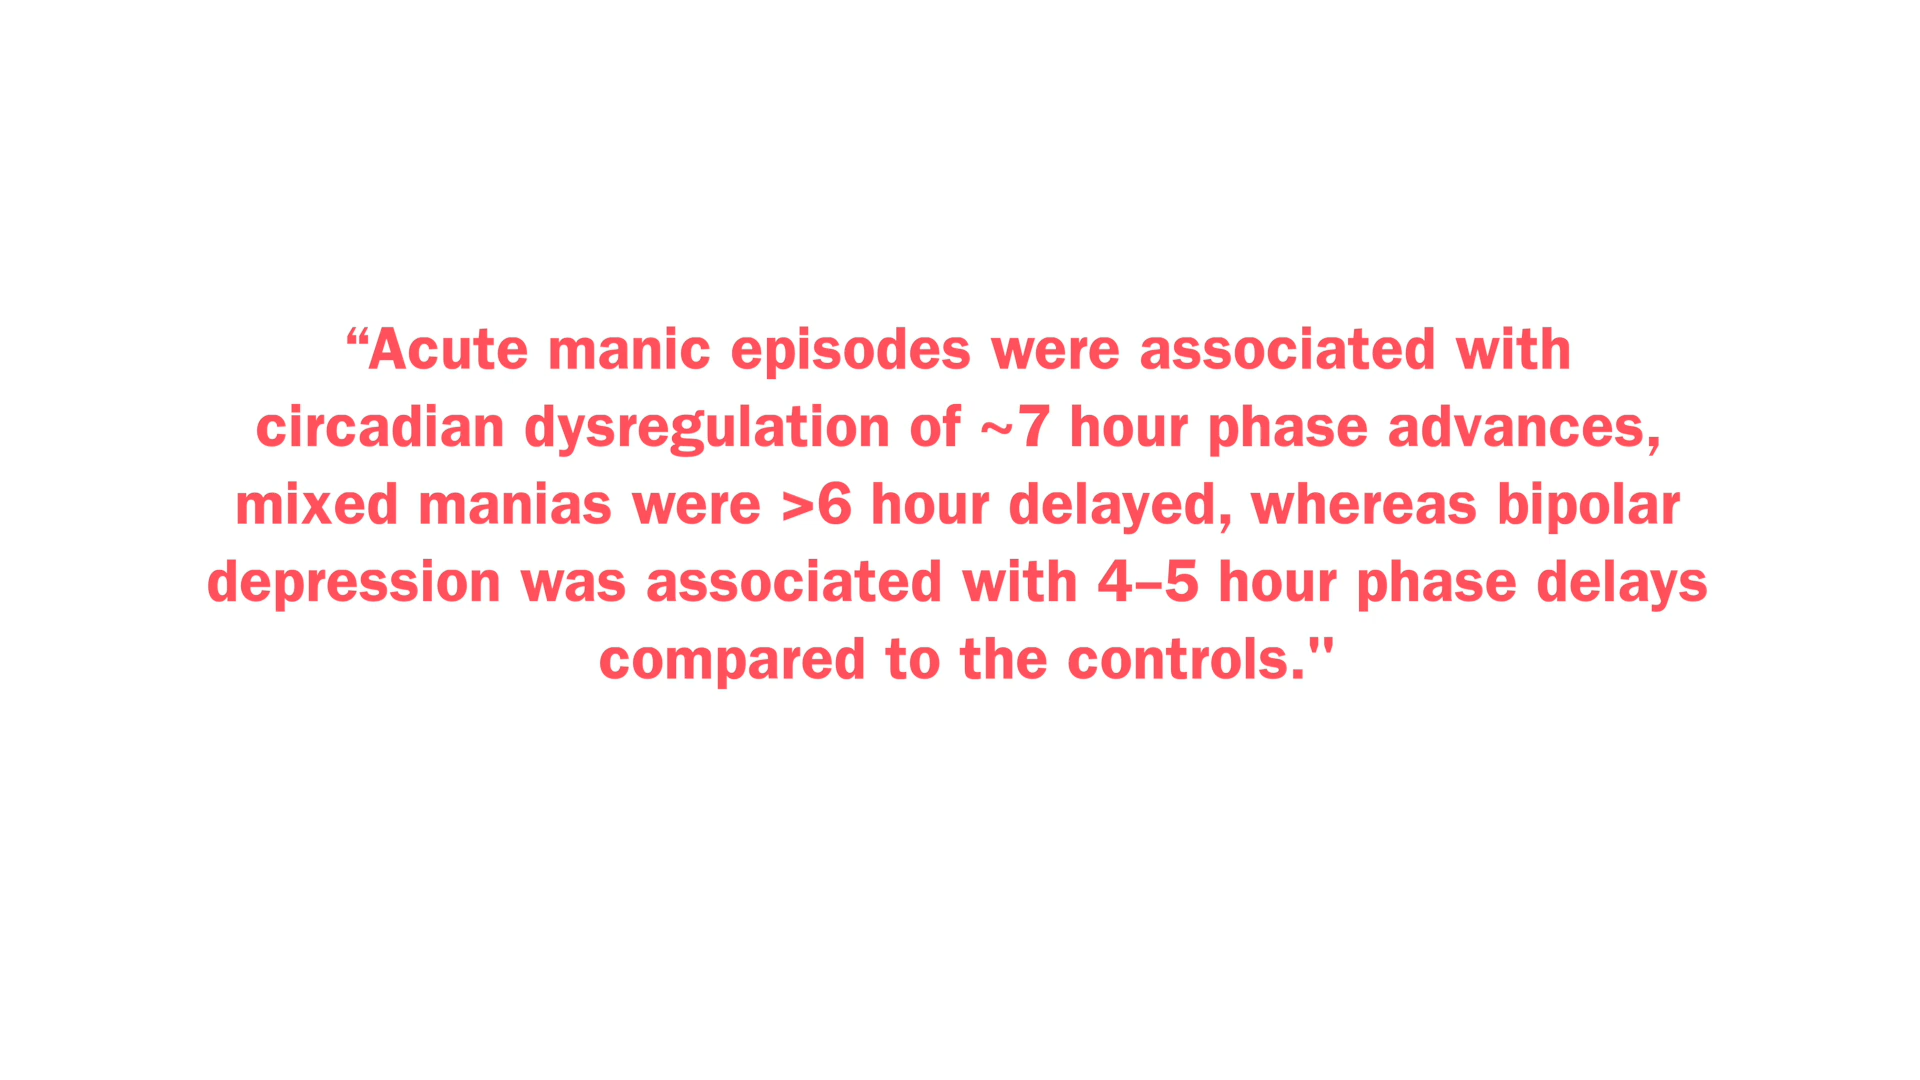 “Acute manic episodes were associated with
circadian dysregulation of ~7 hour phase advances,
mixed manias were >6 hour delayed, whereas bipolar
depression was associated with 4–5 hour phase delays
compared to the controls."